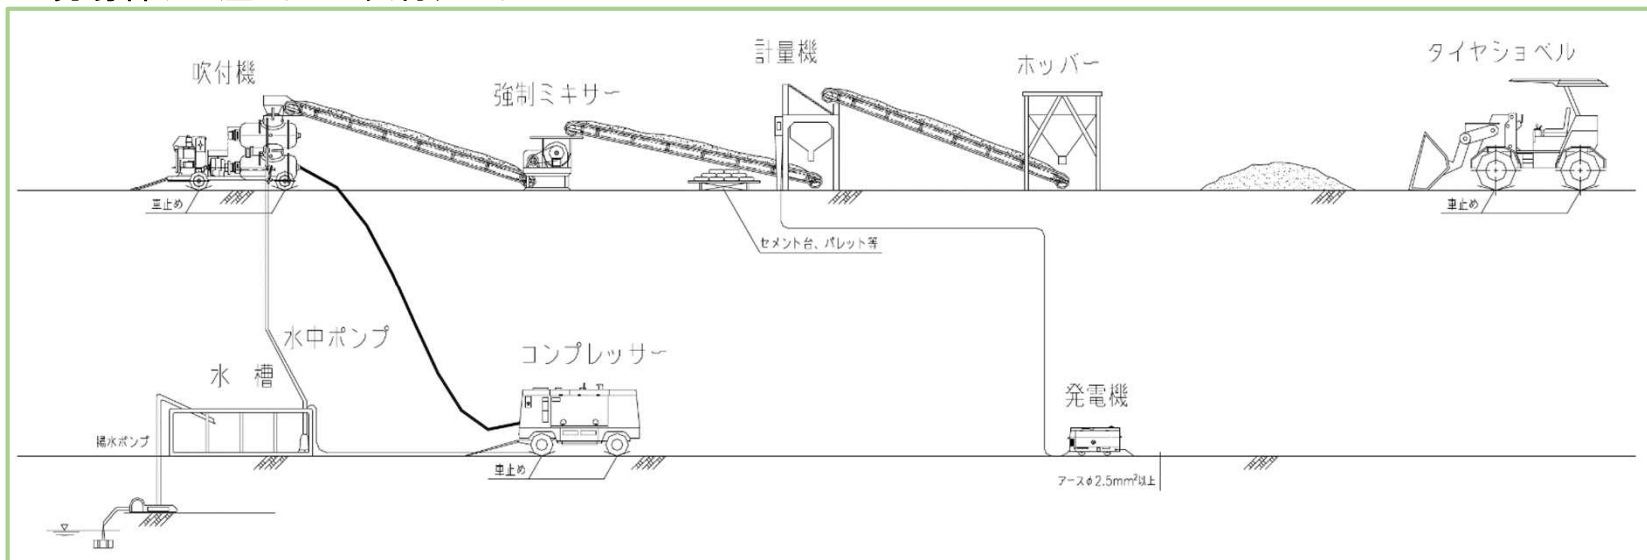 吹付機
強制ミキサー
計量機
ホッパー
タイヤショベル
車止め
セメント台、パレット等
車止め
水中ポンプ
水槽
コンプレッサー
発電機
揚水ポンプ
車止め
アースφ2.5mm²以上